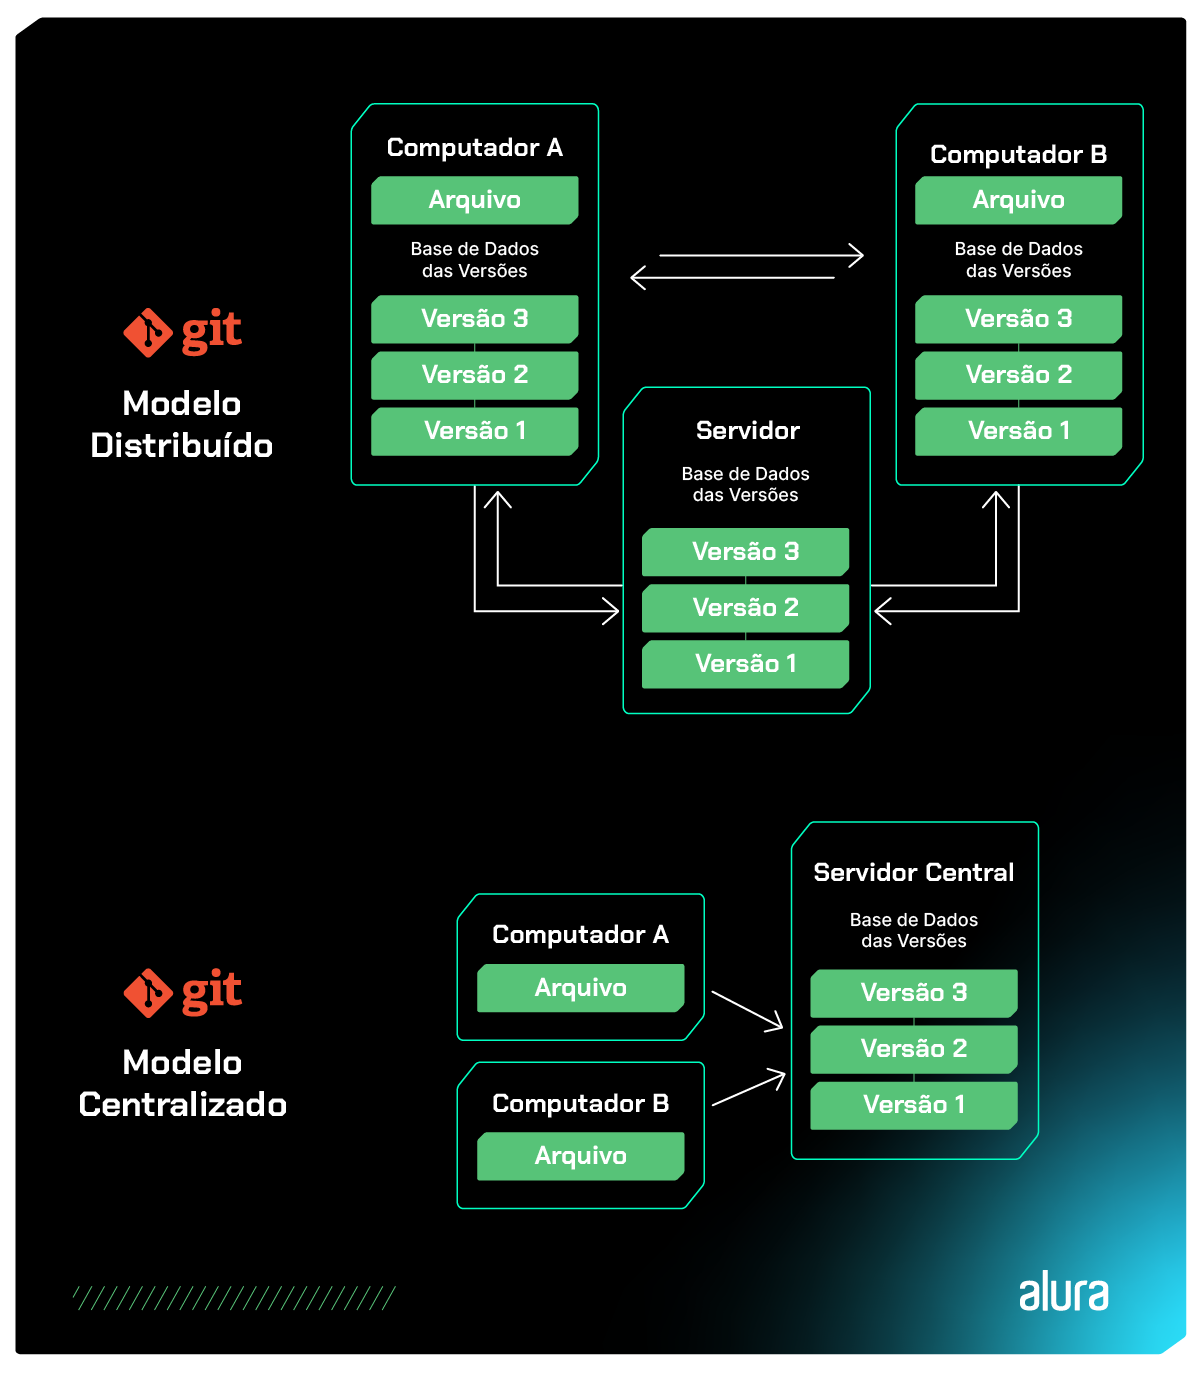 Computador A
Arquivo
Base de Dados
das Versões
Versão 3
Versão 2
Versão 1
Computador B
Arquivo
Base de Dados
das Versões
Versão 3
Versão 2
Versão 1
git
Modelo
Distribuído
Servidor
Base de Dados
das Versões
Versão 3
Versão 2
Versão 1
git
Modelo
Centralizado
Computador A
Arquivo
Computador B
Arquivo
Servidor Central
Base de Dados
das Versões
Versão 3
Versão 2
Versão 1
alura